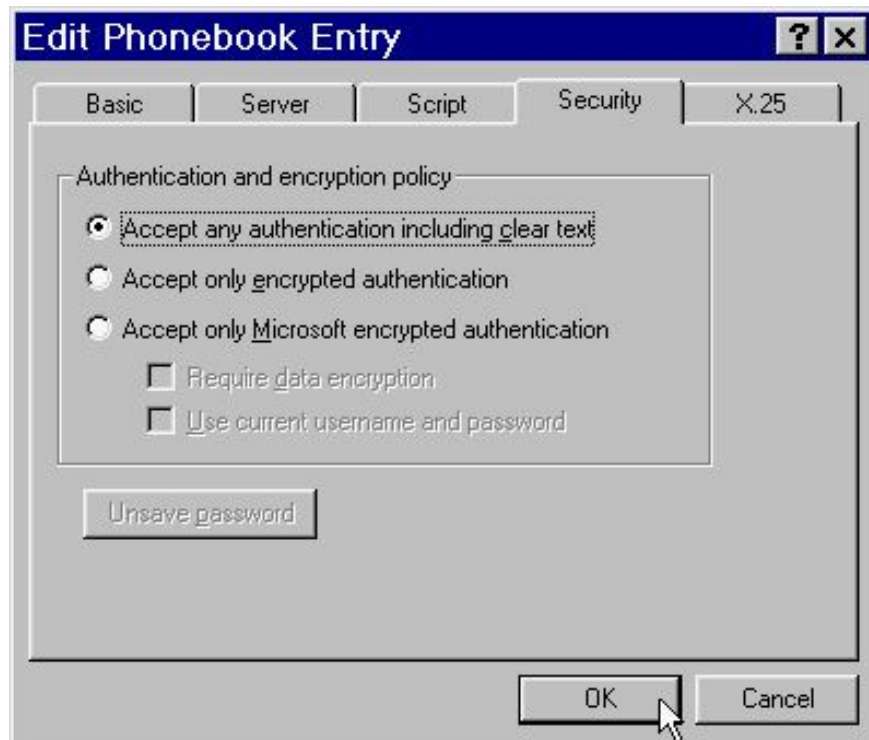 Edit Phonebook Entry
Basic Server Script Security X.25
Authentication and encryption policy
Accept any authentication including clear text
Accept only encrypted authentication
Accept only Microsoft encrypted authentication
Require data encryption
Use current username and password
Unsave password
OK Cancel